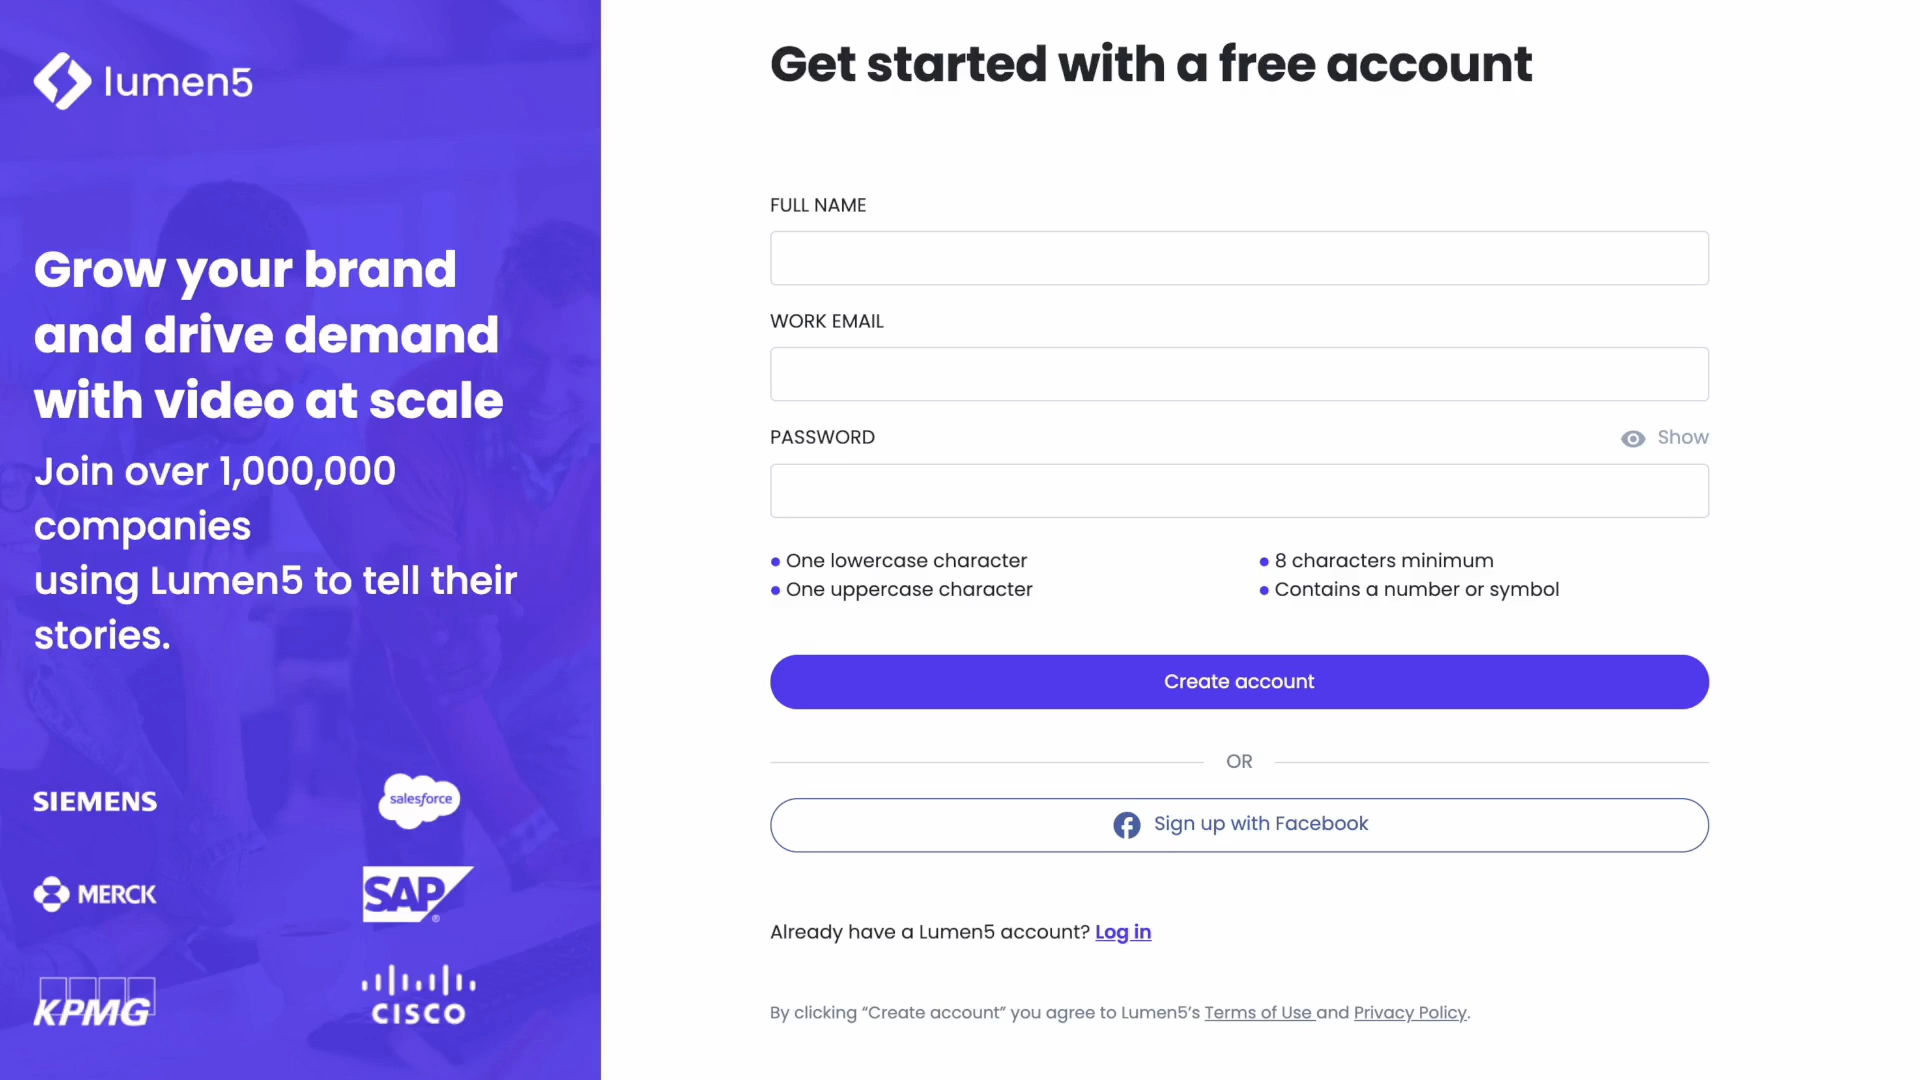 lumen5
Grow your brand
and drive demand
with video at scale
Join over 1,000,000
companies
using Lumen5 to tell their
stories.
SIEMENS
salesforce
MERCK
SAP®
KPMG
CISCO
Get started with a free account
FULL NAME
WORK EMAIL
PASSWORD
Show
One lowercase character
8 characters minimum
One uppercase character
Contains a number or symbol
Create account
OR
Sign up with Facebook
Already have a Lumen5 account? Log in
By clicking “Create account” you agree to Lumen5’s Terms of Use and Privacy Policy.